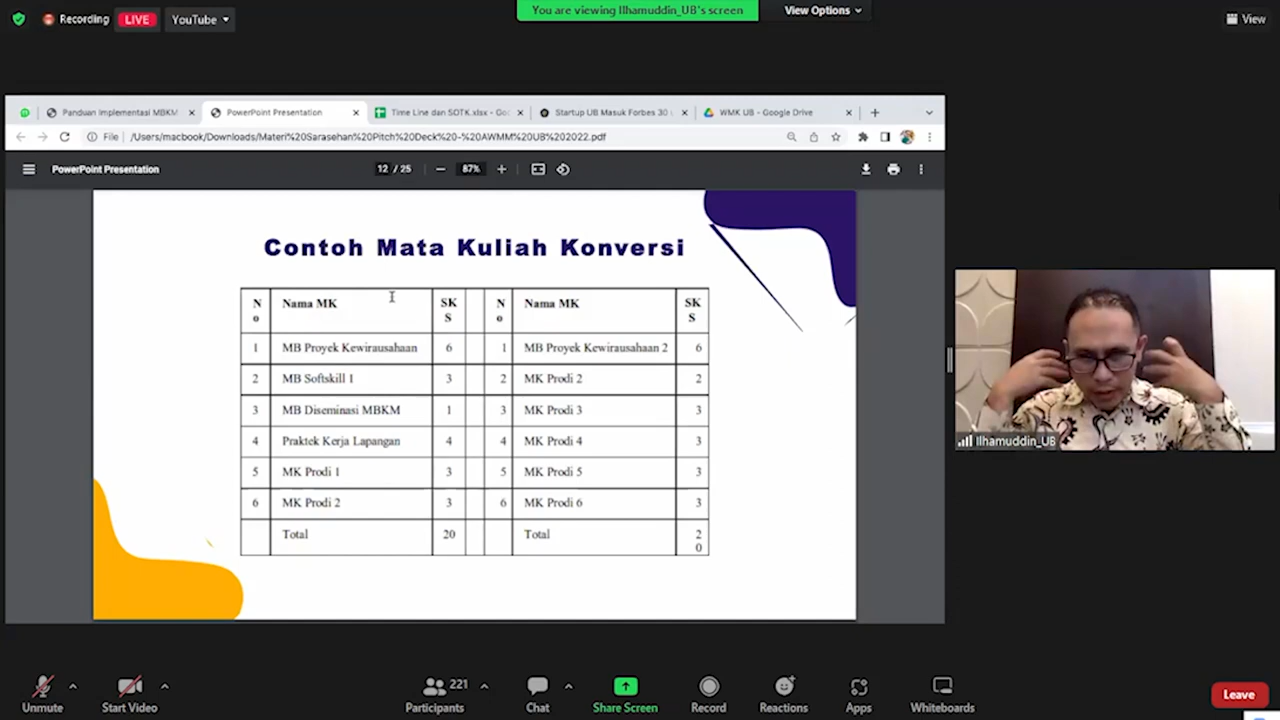 Recording LIVE YouTube You are viewing Ilhamuddin_UB's screen View Options View
Panduan Implementasi MBKM PowerPoint Presentation Time Line dan SOTK.xlsx - Go Startup UB Masuk Forbes 30 WMK UB - Google Drive
File /Users/macbook/Downloads/Materi%20Sarasehan%20Pitch%20Deck%20-%20AWMM%20UB%202022.pdf
PowerPoint Presentation 12 / 25 87%
Contoh Mata Kuliah Konversi
No Nama MK SKS No Nama MK SKS
1 MB Proyek Kewirausahaan 6 1 MB Proyek Kewirausahaan 2 6
2 MB Softskill 1 3 2 MK Prodi 2 2
3 MB Diseminasi MBKM 1 3 MK Prodi 3 3
4 Praktek Kerja Lapangan 4 4 MK Prodi 4 3
5 MK Prodi 1 3 5 MK Prodi 5 3
6 MK Prodi 2 3 6 MK Prodi 6 3
Total 20 Total 20
Ilhamuddin_UB
Unmute Start Video Participants 221 Chat Share Screen Record Reactions Apps Whiteboards Leave